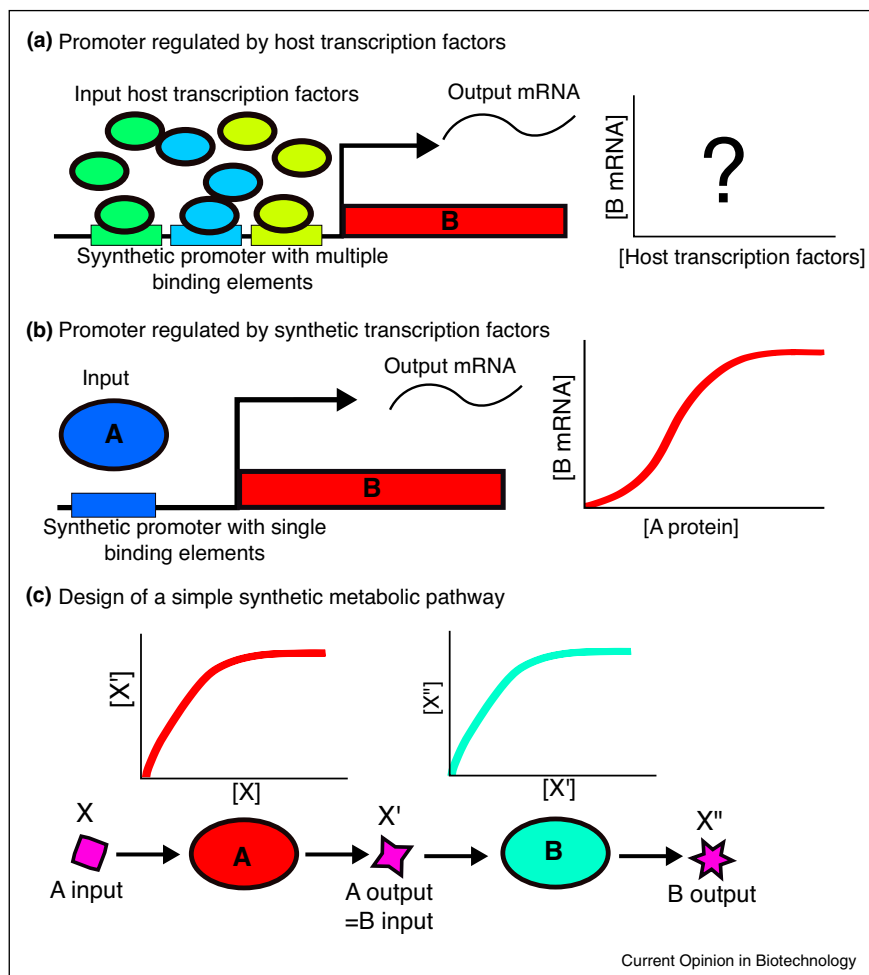 (a) Promoter regulated by host transcription factors
Input host transcription factors
Output mRNA
B
Syynthetic promoter with multiple
binding elements
[B mRNA]
?
[Host transcription factors]
(b) Promoter regulated by synthetic transcription factors
Input
A
Output mRNA
B
Synthetic promoter with single
binding elements
[B mRNA]
[A protein]
(c) Design of a simple synthetic metabolic pathway
[X']
[X]
[X"]
[X']
X
A input
A
X'
A output
=B input
B
X"
B output
Current Opinion in Biotechnology